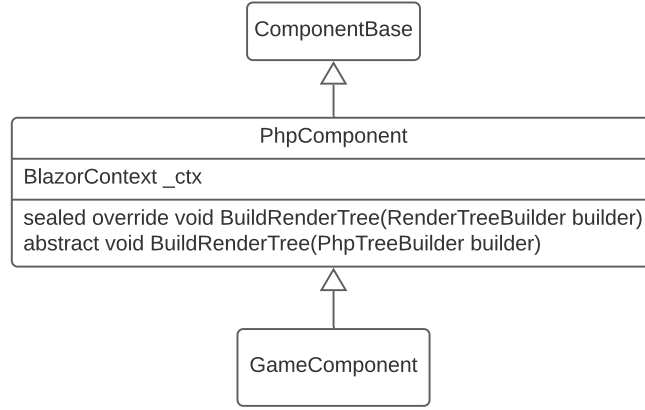 ComponentBase
PhpComponent
BlazorContext _ctx
sealed override void BuildRenderTree(RenderTreeBuilder builder)
abstract void BuildRenderTree(PhpTreeBuilder builder)
GameComponent